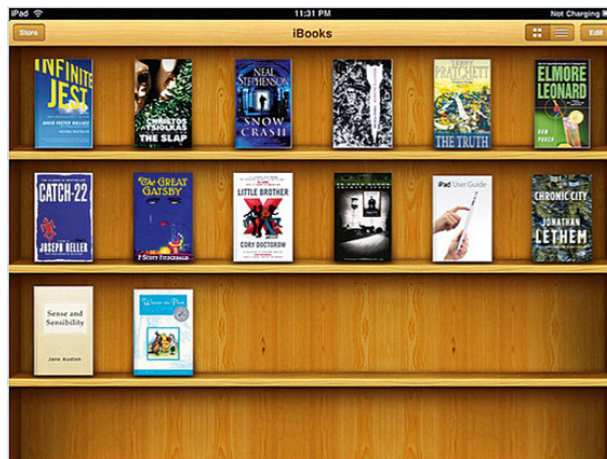 iPad
11:31 PM
Not Charging
Store
iBooks
Edit
INFINITE
JEST
DAVID FOSTER WALLACE
CHRISTOS
TSIOLKAS
THE SLAP
NEAL
STEPHENSON
SNOW
CRASH
TERRY
PRATCHETT
THE TRUTH
ELMORE
LEONARD
RUM
PUNCH
CATCH-22
JOSEPH HELLER
The GREAT
GATSBY
F SCOTT FITZGERALD
LITTLE BROTHER
CORY DOCTOROW
iPad User Guide
CHRONIC CITY
JONATHAN
LETHEM
Sense and
Sensibility
Jane Austen
Winnie-the-Pooh